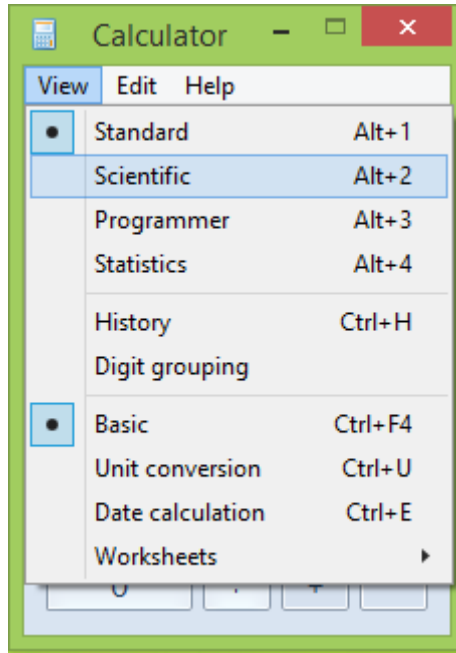 Calculator
View Edit Help
Standard Alt+1
Scientific Alt+2
Programmer Alt+3
Statistics Alt+4
History Ctrl+H
Digit grouping
Basic Ctrl+F4
Unit conversion Ctrl+U
Date calculation Ctrl+E
Worksheets